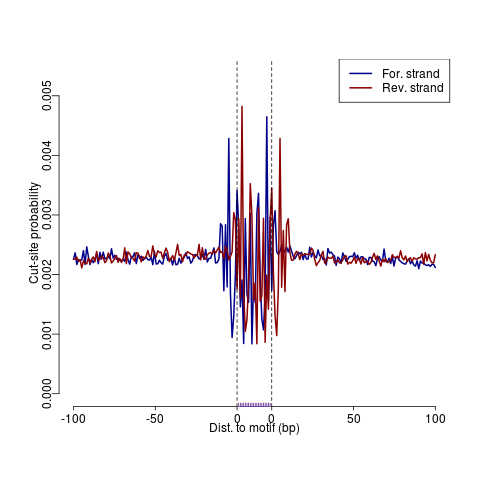 For. strand
Rev. strand
Cut-site probability
0.005
0.004
0.003
0.002
0.001
0.000
-100 -50 0 0 50 100
Dist. to motif (bp)